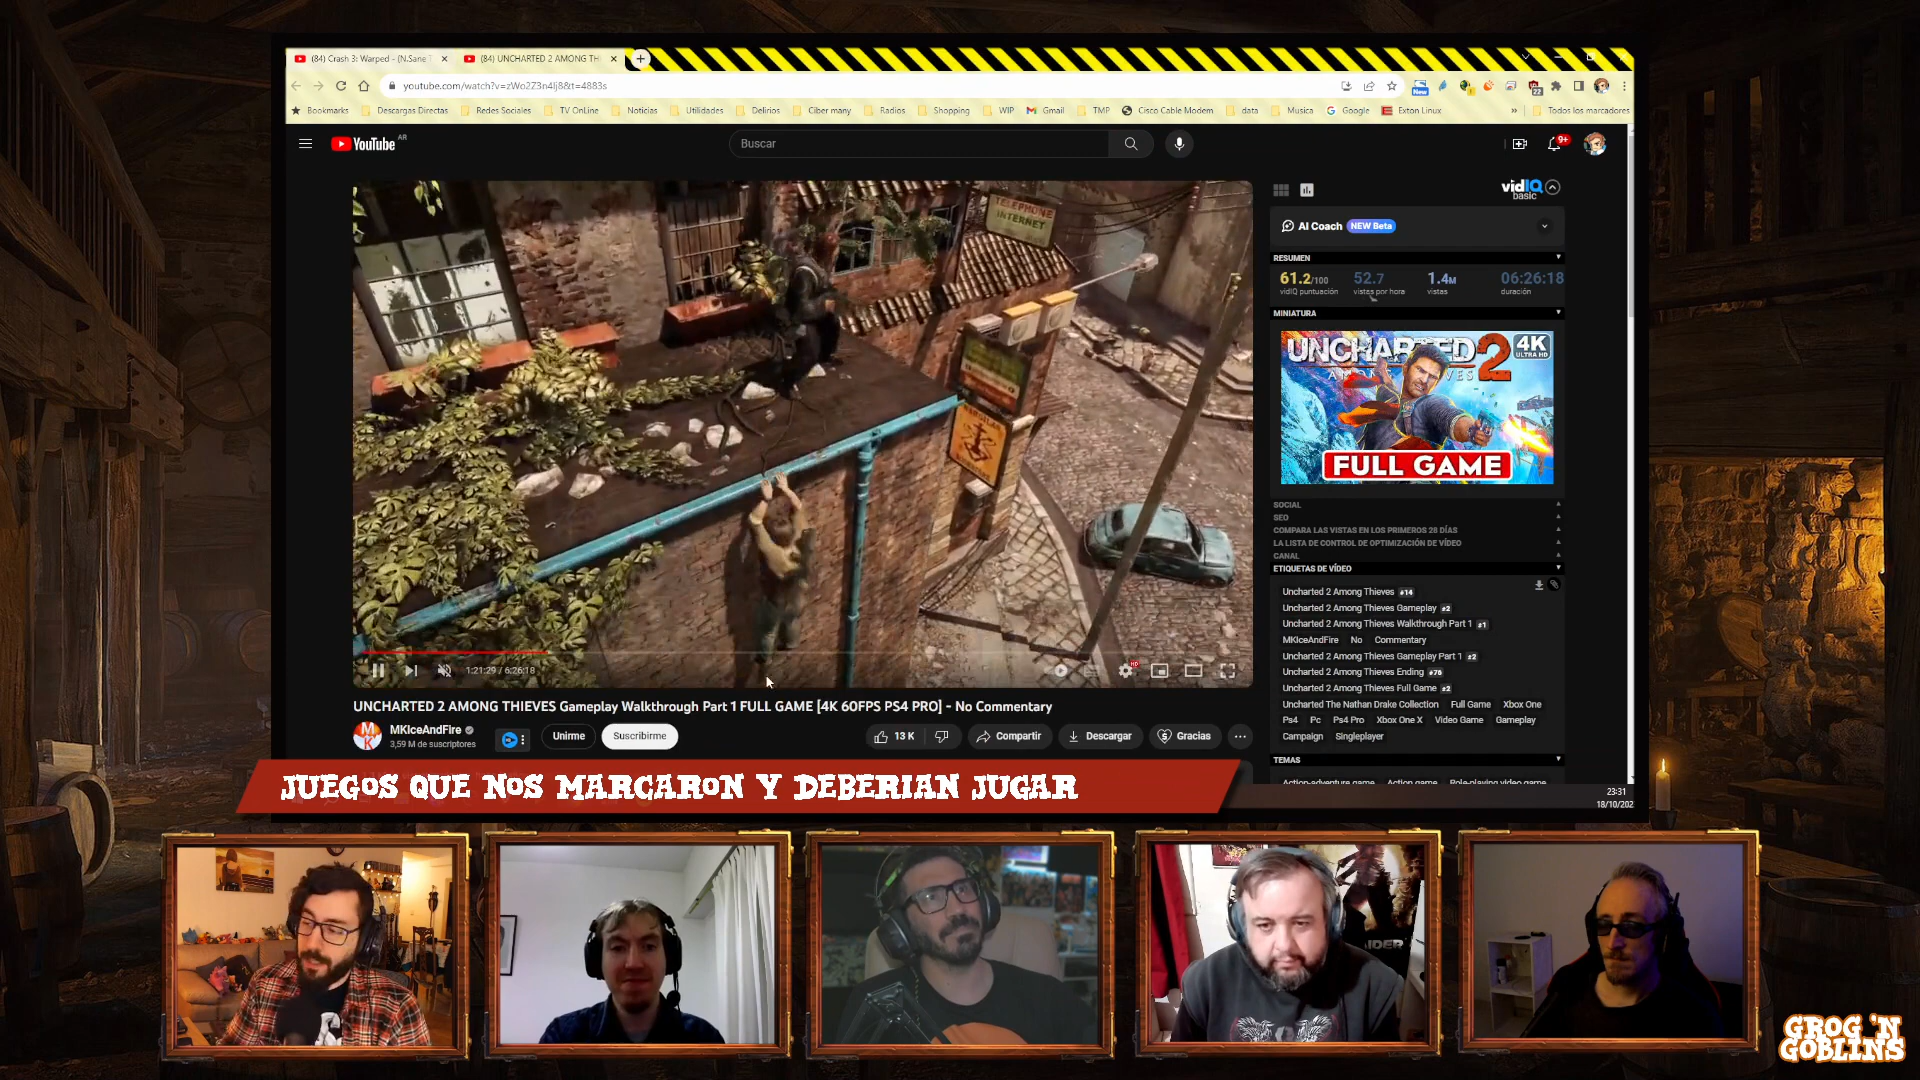 (84) Crash 3: Warped - (N.Sane T
(84) UNCHARTED 2 AMONG TH
youtube.com/watch?v=zWo2Z3n4Ij8&t=4883s
New
22
Bookmarks Descargas Directas Redes Sociales TV OnLine Noticias Utilidades Delirios Ciber many Radios Shopping WIP Gmail TMP Cisco Cable Modem data Musica Google Exton Linux » Todos los marcadores
YouTube AR
Buscar
9+
TELEPHONE
INTERNET
vidIQ
basic
AI Coach NEW Beta
RESUMEN
61.2/100 52.7 1.4M 06:26:18
vidIQ puntuación vistas por hora vistas duración
MINIATURA
UNCHARTED 2
AMONG THIEVES
4K
ULTRA HD
FULL GAME
SOCIAL
SEO
COMPARA LAS VISTAS EN LOS PRIMEROS 28 DÍAS
LA LISTA DE CONTROL DE OPTIMIZACIÓN DE VÍDEO
CANAL
ETIQUETAS DE VÍDEO
Uncharted 2 Among Thieves #14
Uncharted 2 Among Thieves Gameplay #2
Uncharted 2 Among Thieves Walkthrough Part 1 #1
MKIceAndFire No Commentary
Uncharted 2 Among Thieves Gameplay Part 1 #2
Uncharted 2 Among Thieves Ending #76
Uncharted 2 Among Thieves Full Game #2
Uncharted The Nathan Drake Collection Full Game Xbox One
Ps4 Pc Ps4 Pro Xbox One X Video Game Gameplay
Campaign Singleplayer
TEMAS
Action-adventure game Action game Role-playing video game
1:21:29 / 6:26:18
HD
UNCHARTED 2 AMONG THIEVES Gameplay Walkthrough Part 1 FULL GAME [4K 60FPS PS4 PRO] - No Commentary
MKIceAndFire
3,59 M de suscriptores
Unirme
Suscribirme
13 K
Compartir
Descargar
Gracias
23:31
18/10/202
JUEGOS QUE NOS MARCARON Y DEBERIAN JUGAR
AIDER
GROG 'N
GOBLINS